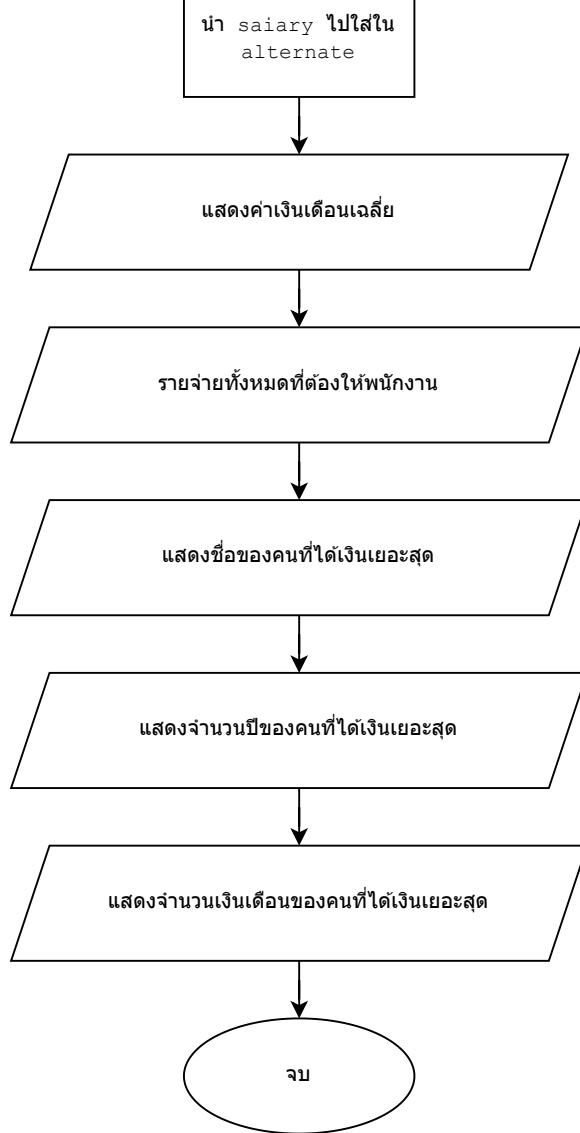 นำ saiary ไปใส่ใน
alternate
แสดงค่าเงินเดือนเฉลี่ย
รายจ่ายทั้งหมดที่ต้องให้พนักงาน
แสดงชื่อของคนที่ได้เงินเยอะสุด
แสดงจำนวนปีของคนที่ได้เงินเยอะสุด
แสดงจำนวนเงินเดือนของคนที่ได้เงินเยอะสุด
จบ